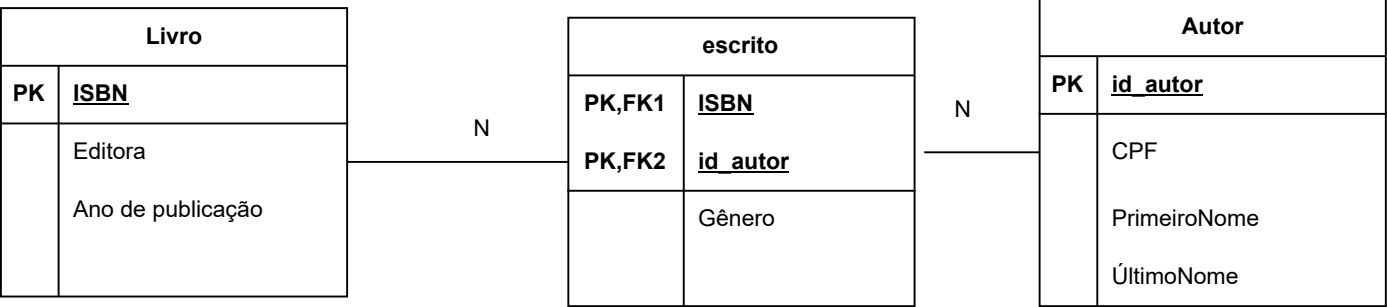 Livro
PK ISBN
Editora
Ano de publicação
N
escrito
PK,FK1 ISBN
PK,FK2 id_autor
Gênero
N
Autor
PK id_autor
CPF
PrimeiroNome
ÚltimoNome